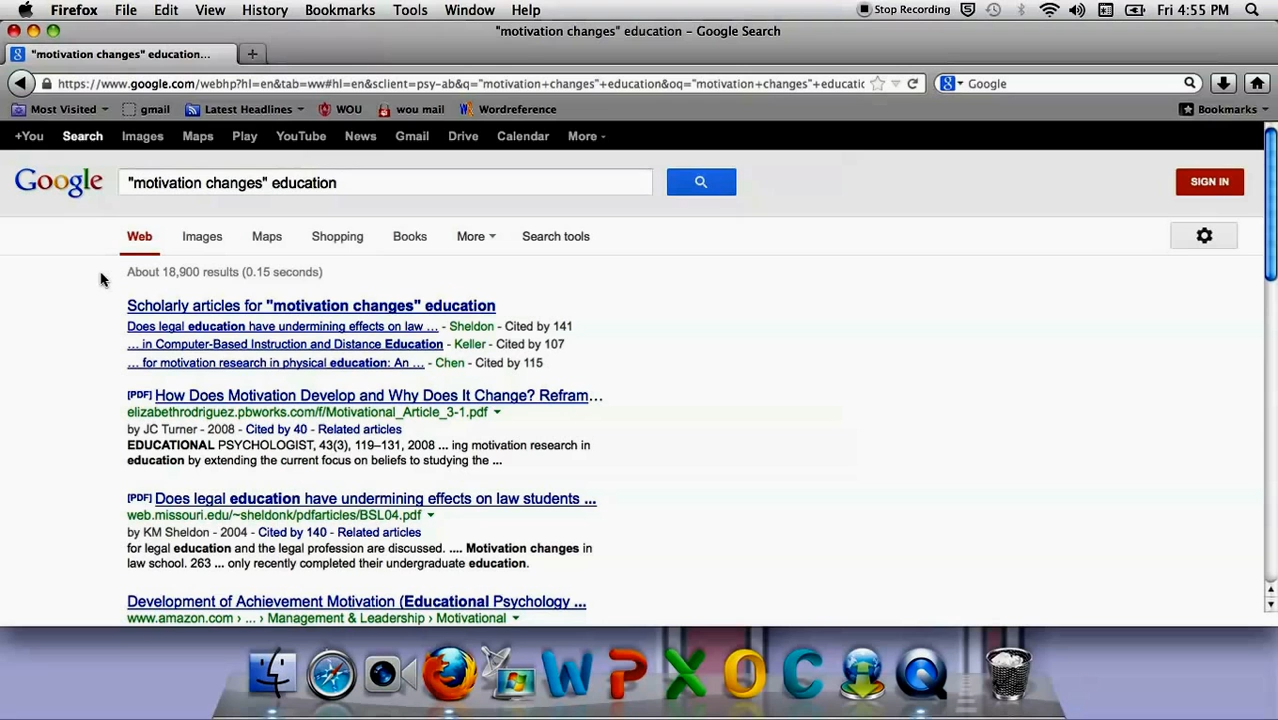 Firefox File Edit View History Bookmarks Tools Window Help Stop Recording Fri 4:55 PM
"motivation changes" education – Google Search
"motivation changes" education...
https://www.google.com/webhp?hl=en&tab=ww#hl=en&sclient=psy-ab&q="motivation+changes"+education&oq="motivation+changes"+educatic Google
Most Visited gmail Latest Headlines WOU wou mail Wordreference Bookmarks
+You Search Images Maps Play YouTube News Gmail Drive Calendar More
Google "motivation changes" education SIGN IN
Web Images Maps Shopping Books More Search tools
About 18,900 results (0.15 seconds)
Scholarly articles for "motivation changes" education
Does legal education have undermining effects on law ... - Sheldon - Cited by 141
... in Computer-Based Instruction and Distance Education - Keller - Cited by 107
... for motivation research in physical education: An ... - Chen - Cited by 115
[PDF] How Does Motivation Develop and Why Does It Change? Refram...
elizabethrodriguez.pbworks.com/f/Motivational_Article_3-1.pdf
by JC Turner - 2008 - Cited by 40 - Related articles
EDUCATIONAL PSYCHOLOGIST, 43(3), 119–131, 2008 ... ing motivation research in
education by extending the current focus on beliefs to studying the ...
[PDF] Does legal education have undermining effects on law students ...
web.missouri.edu/~sheldonk/pdfarticles/BSL04.pdf
by KM Sheldon - 2004 - Cited by 140 - Related articles
for legal education and the legal profession are discussed. .... Motivation changes in
law school. 263 ... only recently completed their undergraduate education.
Development of Achievement Motivation (Educational Psychology ...
www.amazon.com › ... › Management & Leadership › Motivational
W P X O C